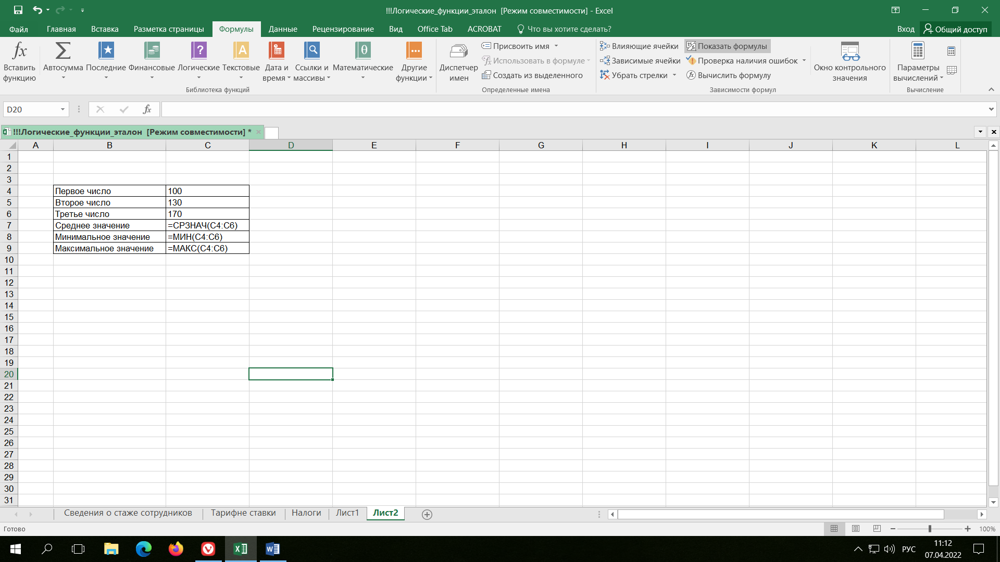 !!!Логические_функции_эталон [Режим совместимости] - Excel
Файл Главная Вставка Разметка страницы Формулы Данные Рецензирование Вид Office Tab ACROBAT Что вы хотите сделать? Вход Общий доступ
Вставить функцию
Автосумма
Последние
Финансовые
Логические
Текстовые
Дата и время
Ссылки и массивы
Математические
Другие функции
Библиотека функций
Диспетчер имен
Присвоить имя
Использовать в формуле
Создать из выделенного
Определенные имена
Влияющие ячейки
Зависимые ячейки
Убрать стрелки
Показать формулы
Проверка наличия ошибок
Вычислить формулу
Зависимости формул
Окно контрольного значения
Параметры вычислений
Вычисление
D20
fx
!!!Логические_функции_эталон [Режим совместимости] *
A B C D E F G H I J K L
1
2
3
4 Первое число 100
5 Второе число 130
6 Третье число 170
7 Среднее значение =СРЗНАЧ(C4:C6)
8 Минимальное значение =МИН(C4:C6)
9 Максимальное значение =МАКС(C4:C6)
10
11
12
13
14
15
16
17
18
19
20
21
22
23
24
25
26
27
28
29
30
31
Сведения о стаже сотрудников Тарифне ставки Налоги Лист1 Лист2
Готово 100%
РУС 11:12
07.04.2022